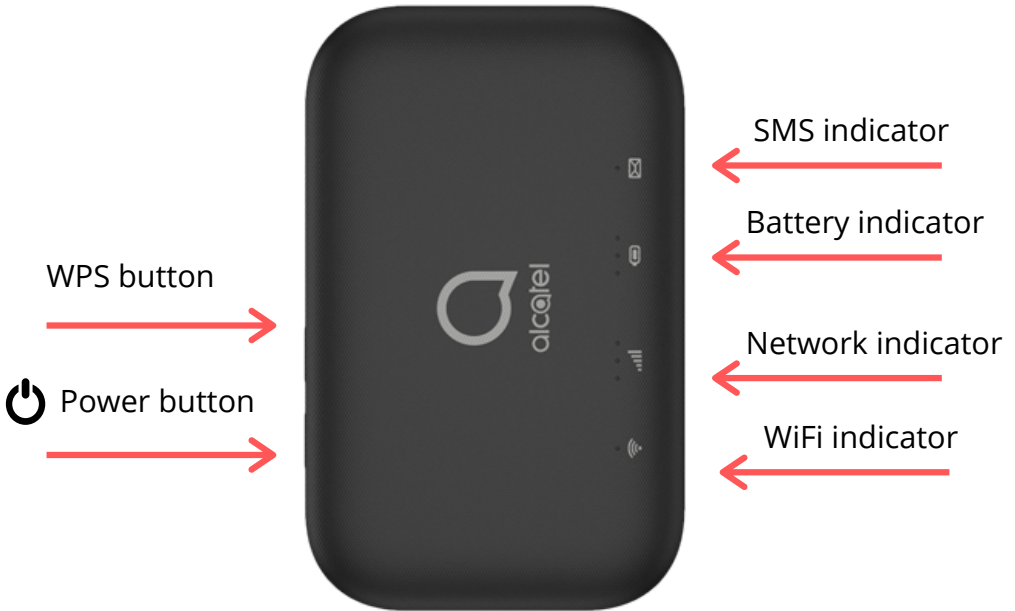 SMS indicator
Battery indicator
WPS button
alcatel
Network indicator
Power button
WiFi indicator